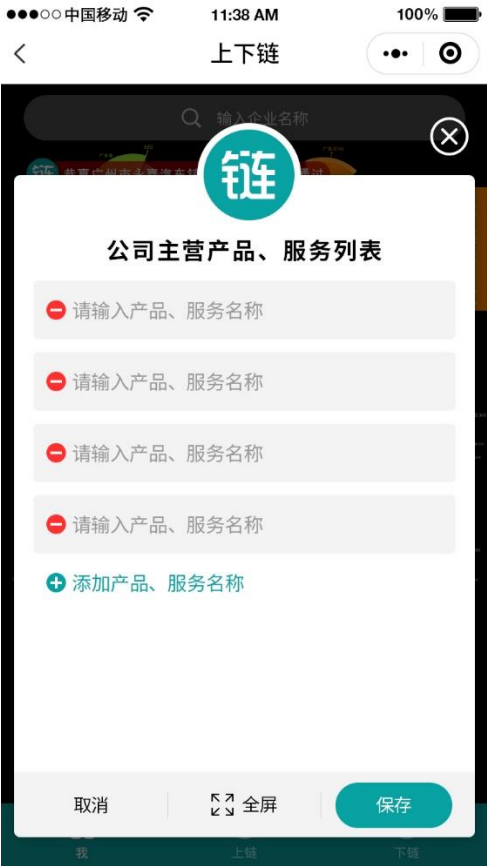 中国移动
11:38 AM
100%
上下链
输入企业名称
链
公司主营产品、服务列表
请输入产品、服务名称
请输入产品、服务名称
请输入产品、服务名称
请输入产品、服务名称
添加产品、服务名称
取消
全屏
保存
我
上链
下链